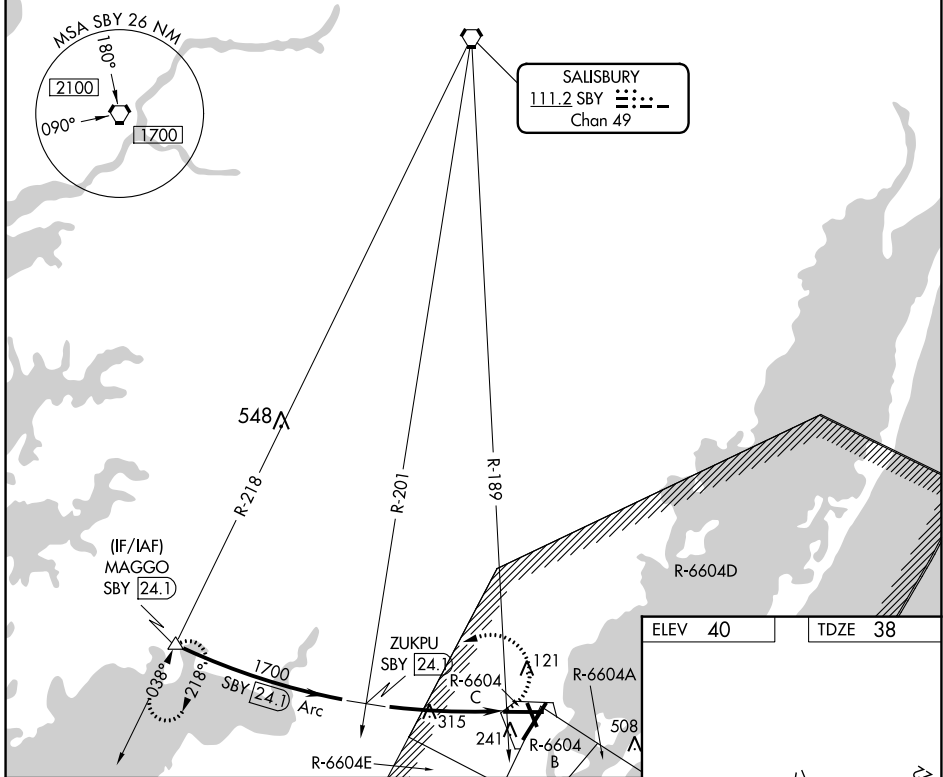 MSA SBY 26 NM
180°
2100
090°
1700
SALISBURY
111.2 SBY
Chan 49
548
R-218
R-201
R-189
(IF/IAF)
MAGGO
SBY 24.1
R-6604D
ELEV 40
TDZE 38
1700
SBY 24.1 Arc
038°
218°
ZUKPU
SBY 24.1
121
R-6604
C
R-6604A
315
241
508
R-6604
B
R-6604E